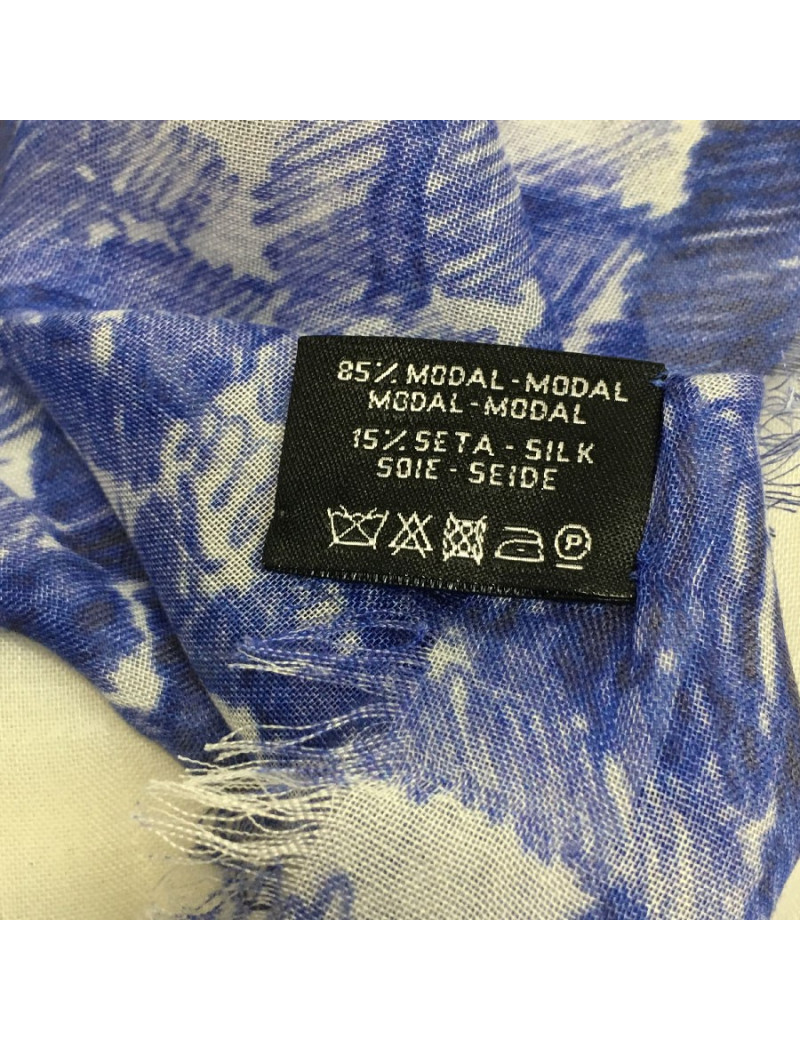 85% MODAL - MODAL
MODAL - MODAL
15% SETA - SILK
SOIE - SEIDE
P